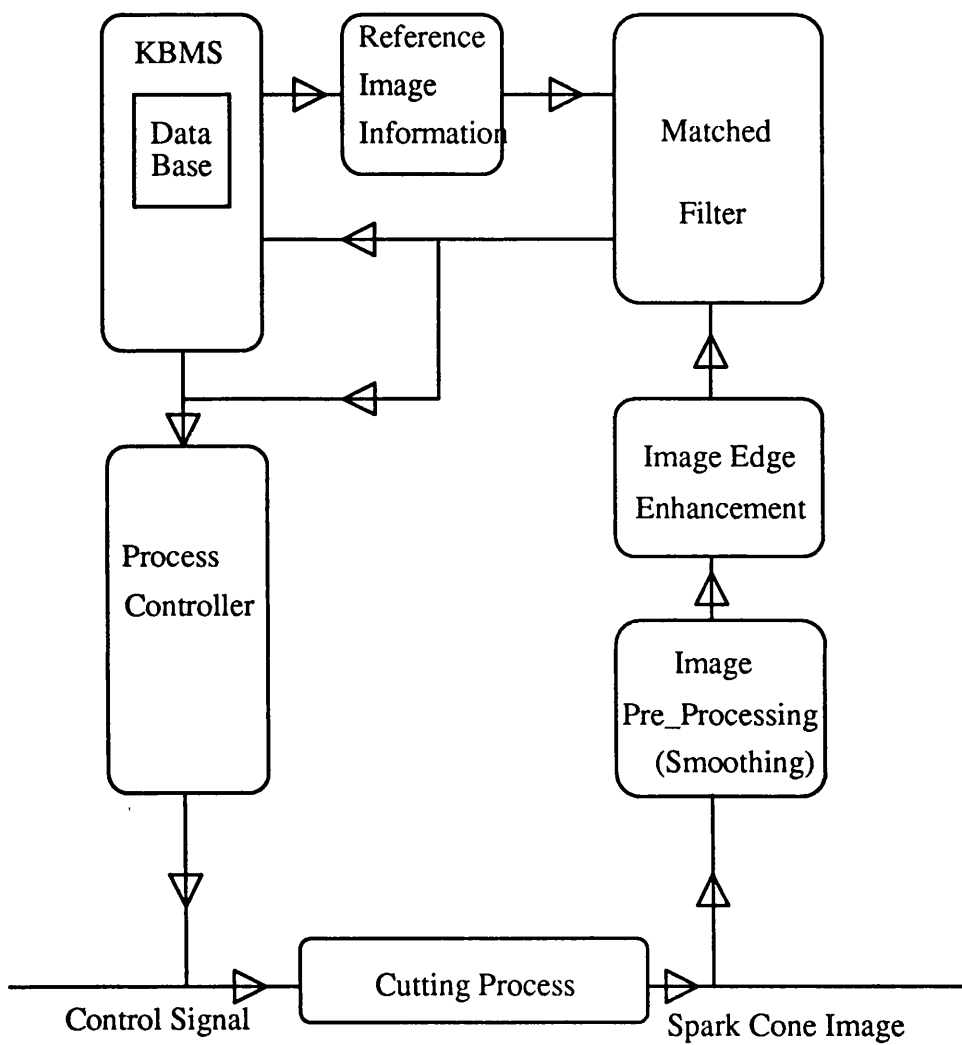 KBMS
Data
Base
Reference
Image
Information
Matched
Filter
Image Edge
Enhancement
Process
Controller
Image
Pre_Processing
(Smoothing)
Cutting Process
Control Signal
Spark Cone Image